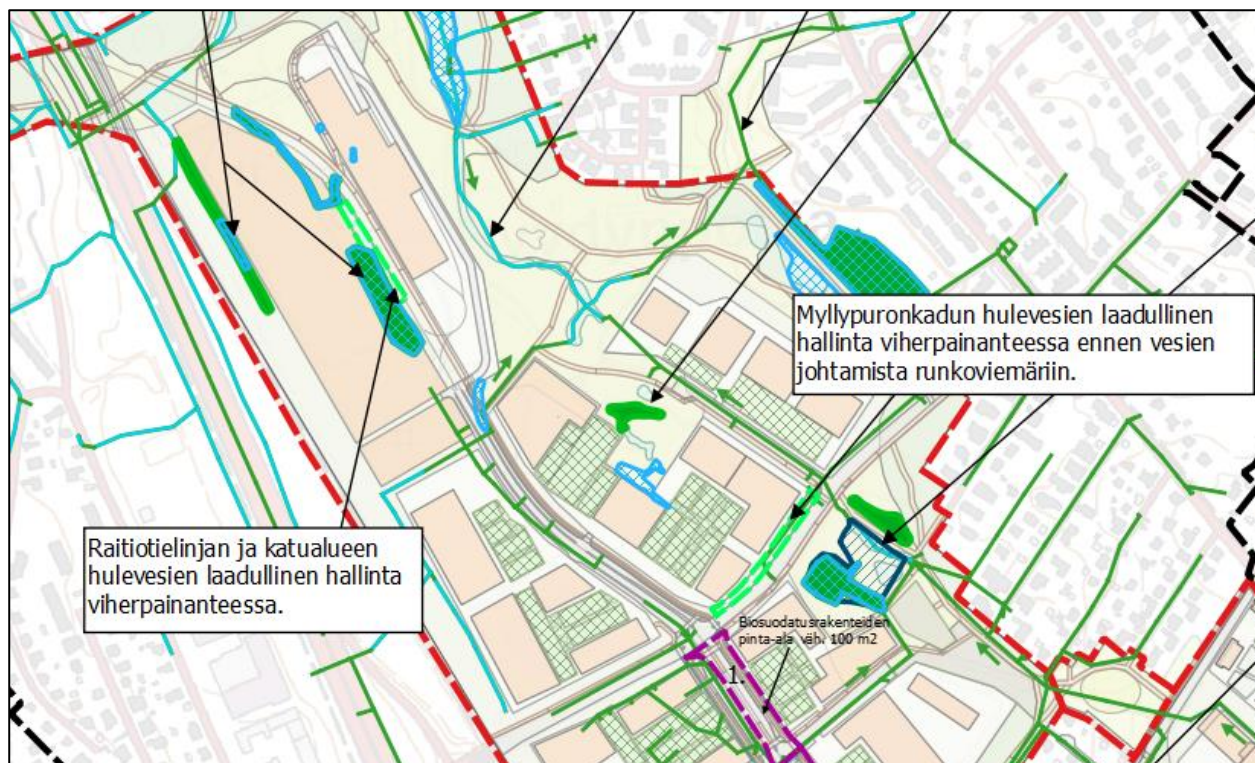 Myllypuronkadun hulevesien laadullinen
hallinta viherpainanteessa ennen vesien
johtamista runkoviemäriin.
Raitiotielinjan ja katualueen
hulevesien laadullinen hallinta
viherpainanteessa.
Biosuodatusrakenteiden
pinta-ala väh. 100 m2
1.